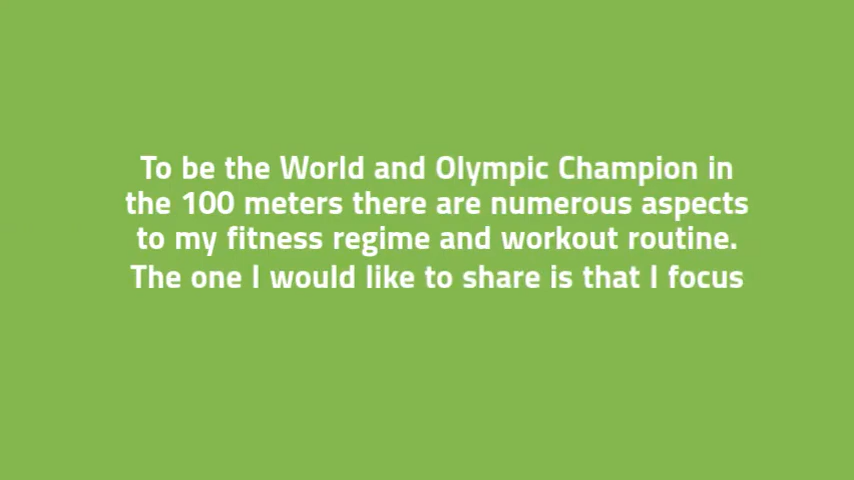 To be the World and Olympic Champion in
the 100 meters there are numerous aspects
to my fitness regime and workout routine.
The one I would like to share is that I focus